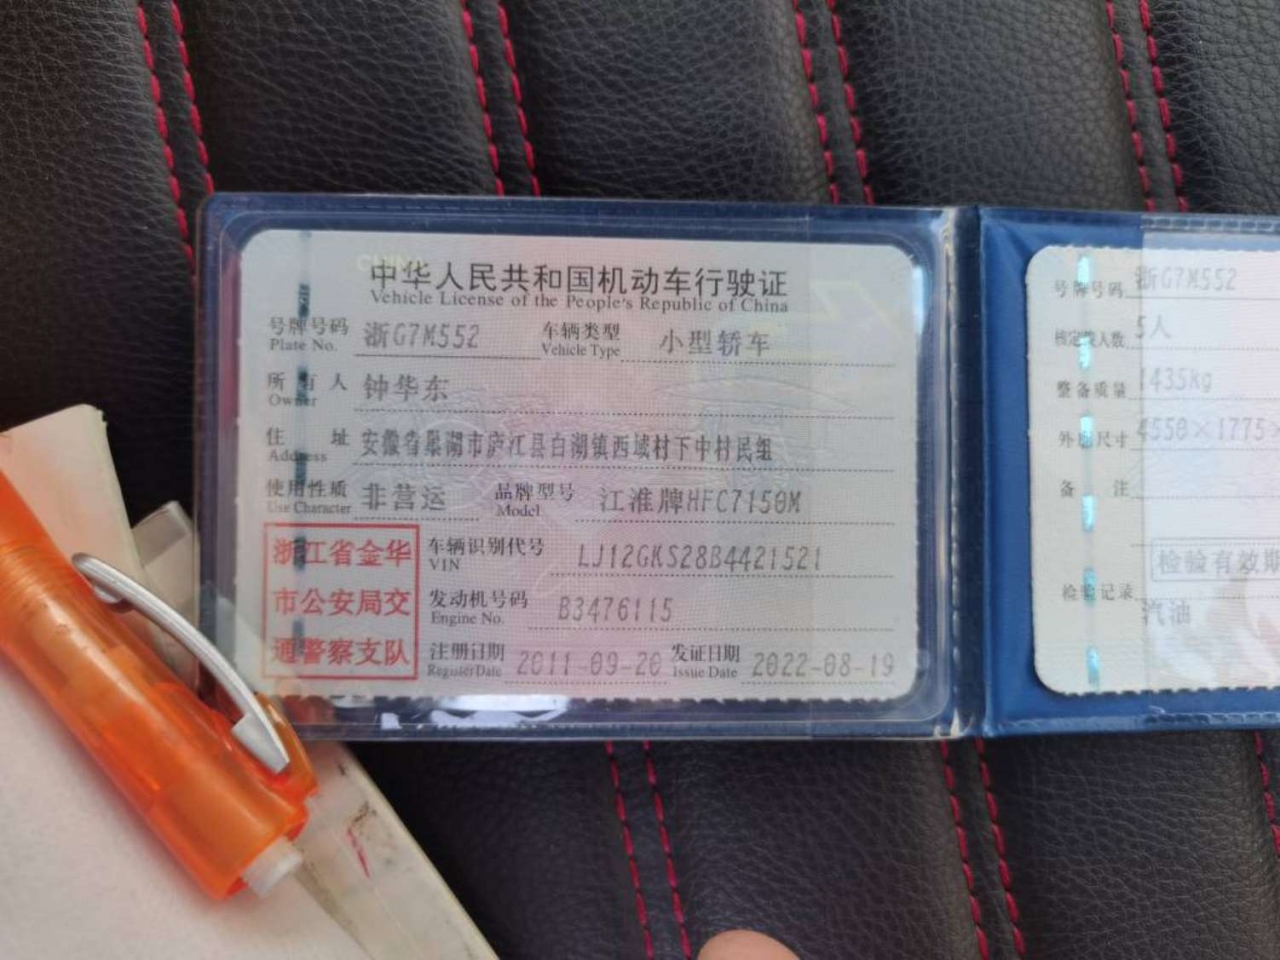 中华人民共和国机动车行驶证
Vehicle License of the People's Republic of China
号牌号码 浙G7M552 车辆类型 小型轿车
Plate No. Vehicle Type
所有人 钟华东
Owner
住址 安徽省巢湖市庐江县白湖镇西城村下中村民组
Address
使用性质 非营运 品牌型号 江淮牌HFC7150M
Use Character Model
浙江省金华
市公安局交
通警察支队
车辆识别代号 LJ12GKS28B4421521
VIN
发动机号码 B3476115
Engine No.
注册日期 2011-09-20 发证日期 2022-08-19
Register Date Issue Date
号牌号码 浙G7M552
核定载人数 5人
整备质量 1435kg
外廓尺寸 4550×1775×
备注
检验有效期
检验记录
汽油